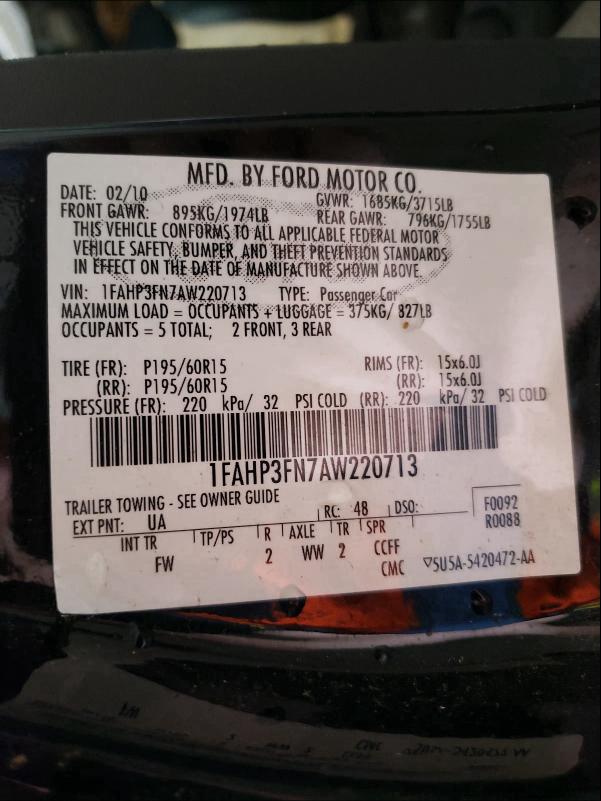 MFD. BY FORD MOTOR CO.
DATE: 02/10 GVWR: 1685KG/3715LB
FRONT GAWR: 895KG/1974LB REAR GAWR: 796KG/1755LB
THIS VEHICLE CONFORMS TO ALL APPLICABLE FEDERAL MOTOR
VEHICLE SAFETY, BUMPER, AND THEFT PREVENTION STANDARDS
IN EFFECT ON THE DATE OF MANUFACTURE SHOWN ABOVE.
VIN: 1FAHP3FN7AW220713 TYPE: Passenger Car
MAXIMUM LOAD = OCCUPANTS + LUGGAGE = 375KG/ 827LB
OCCUPANTS = 5 TOTAL; 2 FRONT, 3 REAR
TIRE (FR): P195/60R15 RIMS (FR): 15x6.0J
(RR): P195/60R15 (RR): 15x6.0J
PRESSURE (FR): 220 kPa/ 32 PSI COLD (RR): 220 kPa/ 32 PSI COLD
1FAHP3FN7AW220713
TRAILER TOWING - SEE OWNER GUIDE
EXT PNT: UA RC: 48 DSO: F0092
R0088
INT TR TP/PS R AXLE TR SPR
FW 2 WW 2 CCFF
CMC ▽5U5A-5420472-AA